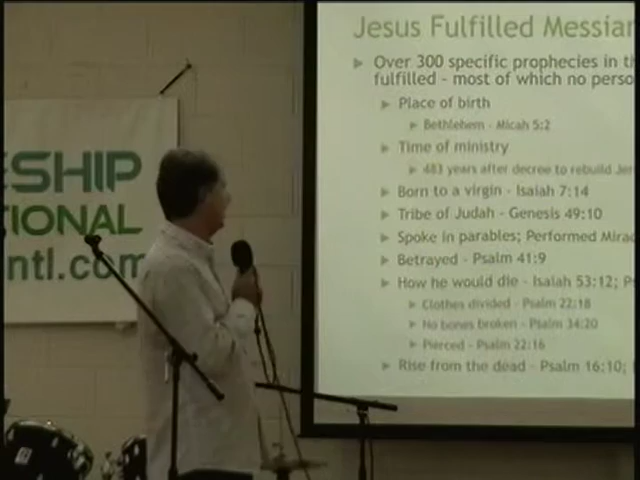 Jesus Fulfilled Messian
Over 300 specific prophecies in th
fulfilled - most of which no perso
Place of birth
Bethlehem - Micah 5:2
Time of ministry
483 years after decree to rebuild Jer
Born to a virgin - Isaiah 7:14
Tribe of Judah - Genesis 49:10
Spoke in parables; Performed Mirac
Betrayed - Psalm 41:9
How he would die - Isaiah 53:12; P
Clothes divided - Psalm 22:18
No bones broken - Psalm 34:20
Pierced - Psalm 22:16
Rise from the dead - Psalm 16:10;
ESHIP
TIONAL
ntl.com